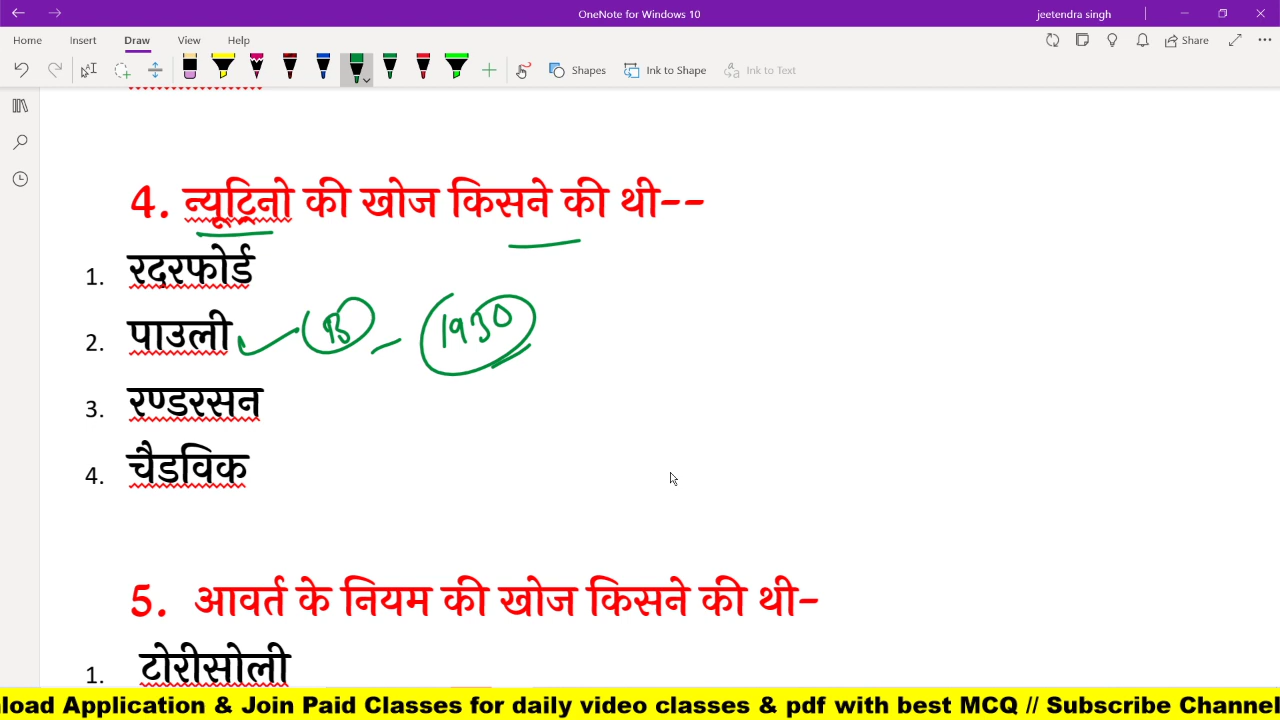 OneNote for Windows 10
jeetendra singh
Home Insert Draw View Help
Share
Shapes Ink to Shape Ink to Text
4. न्यूट्रिनो की खोज किसने की थी--
1. रदरफोर्ड
2. पाउली 1930
3. रण्डरसन
4. चैडविक
5. आवर्त के नियम की खोज किसने की थी-
1. टोरीसोली
load Application & Join Paid Classes for daily video classes & pdf with best MCQ // Subscribe Channel